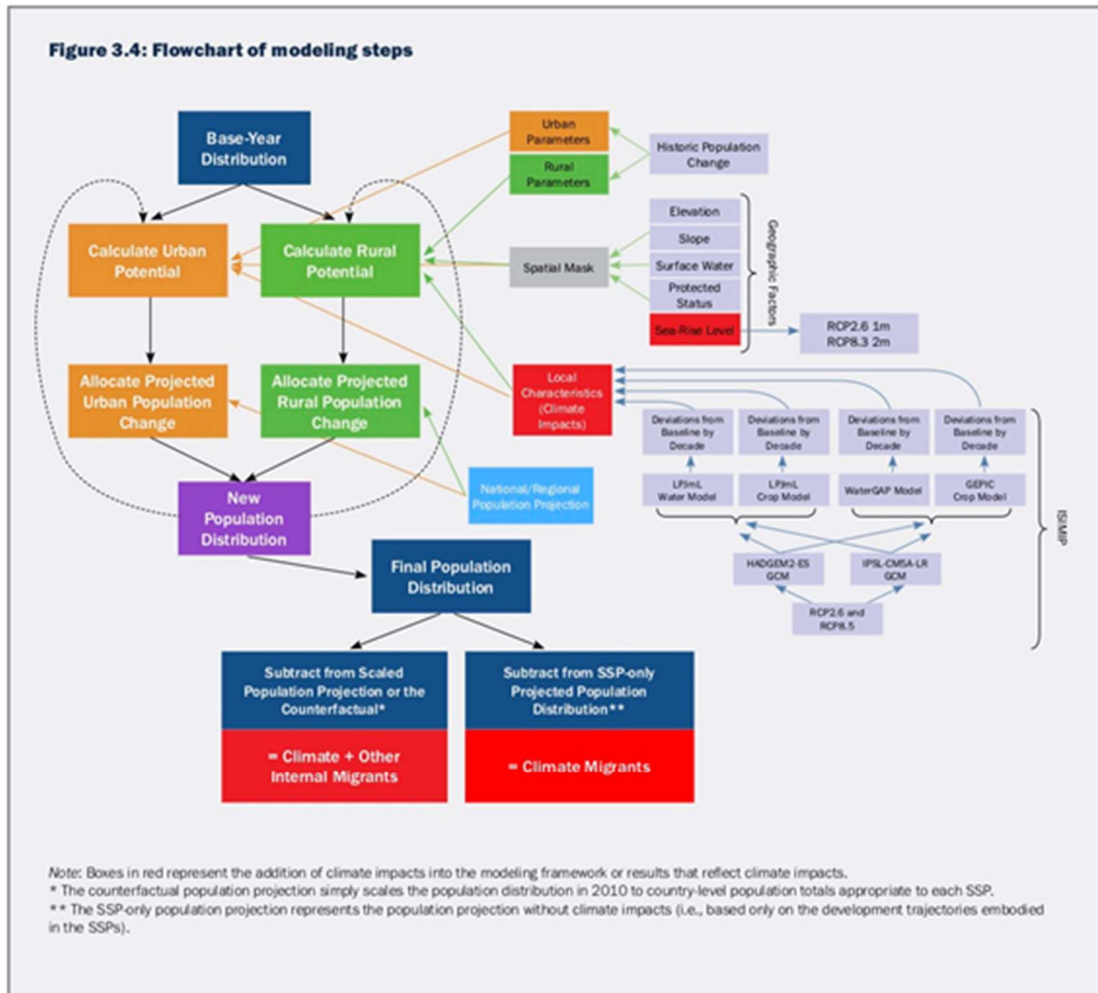 Figure 3.4: Flowchart of modeling steps
Base-Year
Distribution
Urban
Parameters
Rural
Parameters
Historic Population
Change
Calculate Urban
Potential
Calculate Rural
Potential
Spatial Mask
Elevation
Slope
Surface Water
Protected
Status
Sea-Rise Level
Geographic Factors
RCP2.6 1m
RCP8.3 2m
Allocate Projected
Urban Population
Change
Allocate Projected
Rural Population
Change
Local
Characteristics
(Climate
Impacts)
Deviations from
Baseline by
Decade
Deviations from
Baseline by
Decade
Deviations from
Baseline by
Decade
Deviations from
Baseline by
Decade
LPJmL
Water Model
LPJmL
Crop Model
WaterGAP Model
GEPIC
Crop Model
ISIMIP
New
Population
Distribution
National/Regional
Population Projection
HADGEM2-ES
GCM
IPSL-CM5A-LR
GCM
RCP2.6 and
RCP8.5
Final Population
Distribution
Subtract from Scaled
Population Projection or the
Counterfactual*
= Climate + Other
Internal Migrants
Subtract from SSP-only
Projected Population
Distribution**
= Climate Migrants
Note: Boxes in red represent the addition of climate impacts into the modeling framework or results that reflect climate impacts.
* The counterfactual population projection simply scales the population distribution in 2010 to country-level population totals appropriate to each SSP.
** The SSP-only population projection represents the population projection without climate impacts (i.e., based only on the development trajectories embodied
in the SSPs).